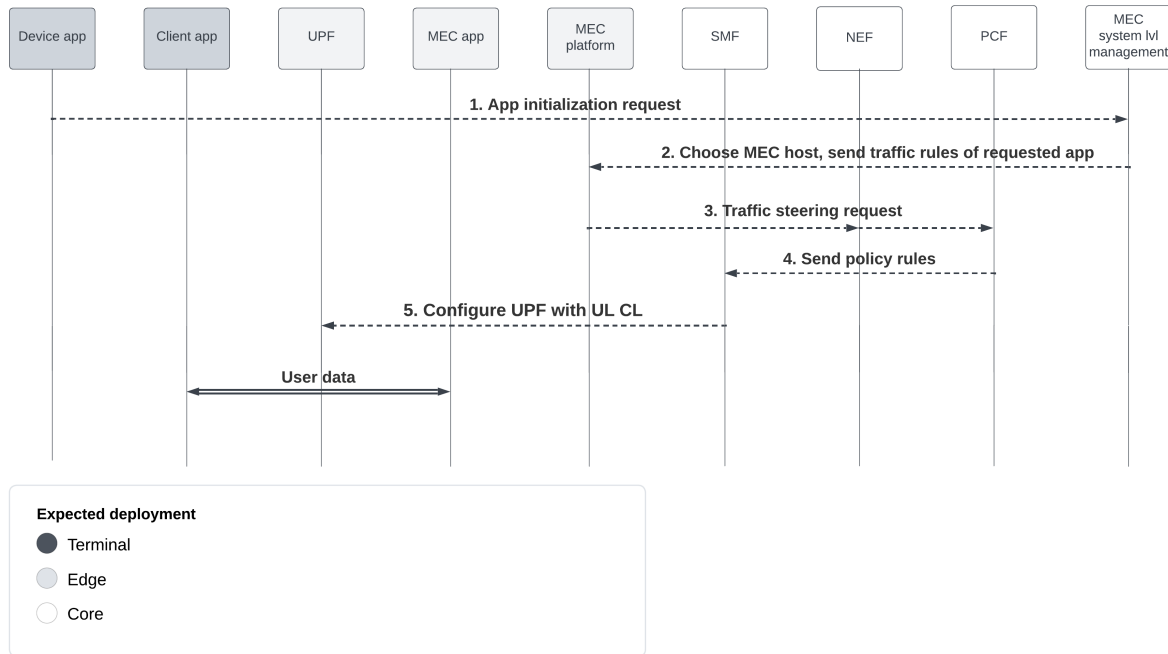 Device app
Client app
UPF
MEC app
MEC
platform
SMF
NEF
PCF
MEC
system lvl
management
1. App initialization request
2. Choose MEC host, send traffic rules of requested app
3. Traffic steering request
4. Send policy rules
5. Configure UPF with UL CL
User data
Expected deployment
Terminal
Edge
Core